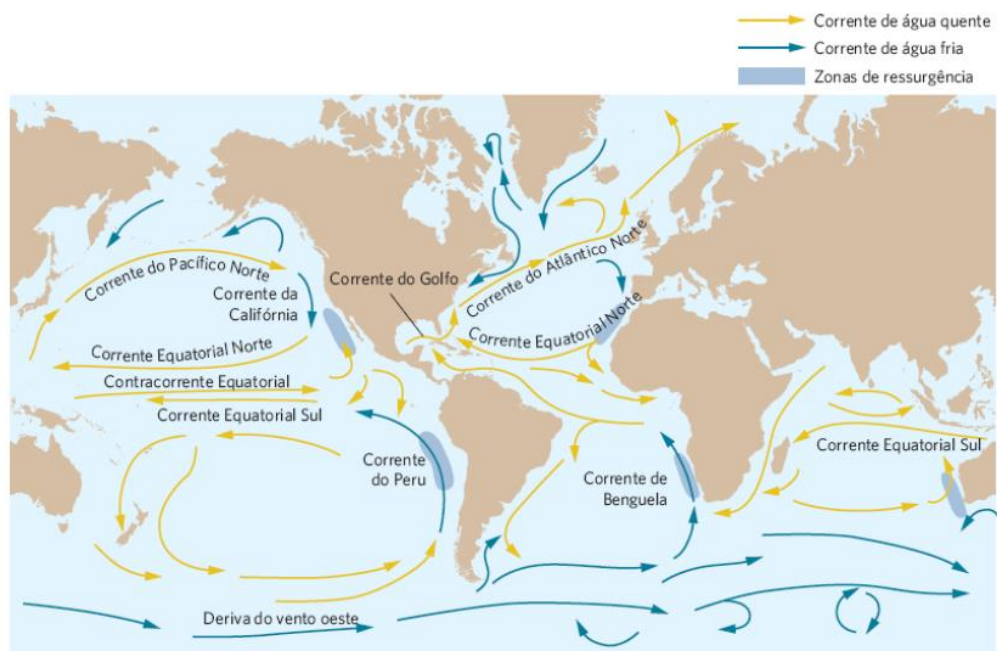 Corrente de água quente
Corrente de água fria
Zonas de ressurgência
Corrente do Pacífico Norte
Corrente da
Califórnia
Corrente do Golfo
Corrente do Atlântico Norte
Corrente Equatorial Norte
Corrente Equatorial Norte
Contracorrente Equatorial
Corrente Equatorial Sul
Corrente
do Peru
Corrente de
Benguela
Corrente Equatorial Sul
Deriva do vento oeste